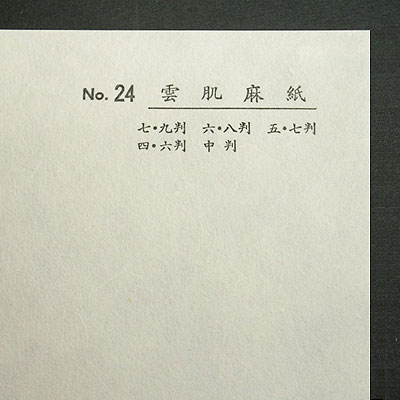 No. 24 雲肌麻紙
七・九判 六・八判 五・七判
四・六判 中判